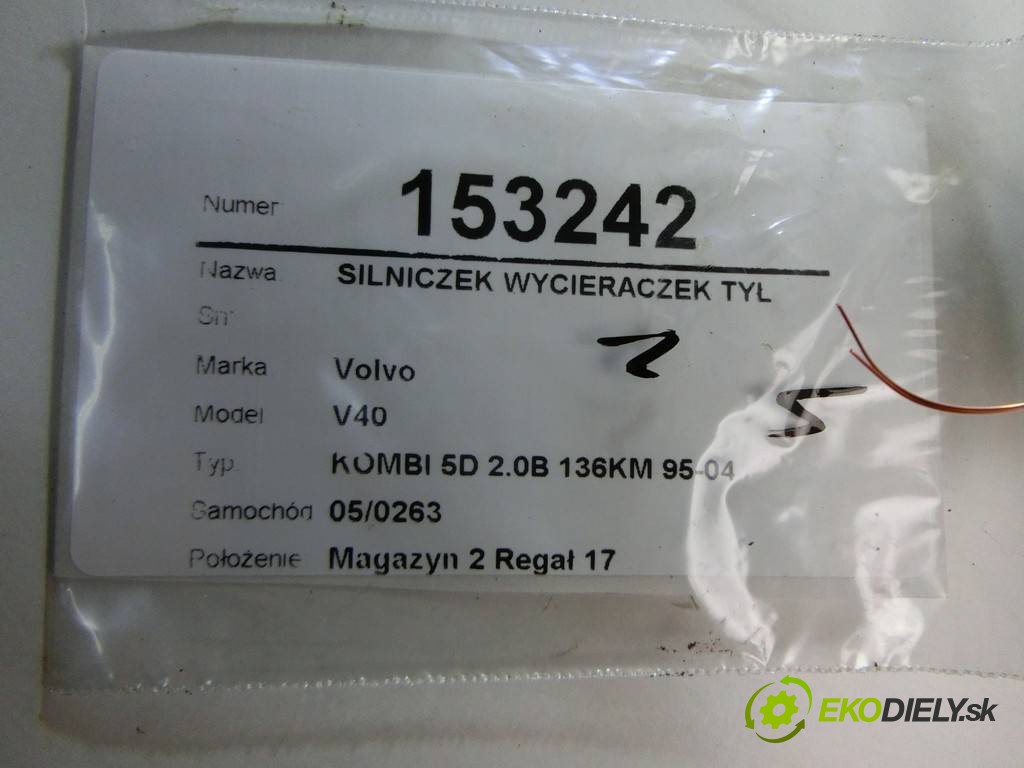 Numer 153242
Nazwa SILNICZEK WYCIERACZEK TYŁ
Sn:
Marka Volvo
Model V40
Typ KOMBI 5D 2.0B 136KM 95-04
Samochód 05/0263
Położenie Magazyn 2 Regał 17
EKODIELY.sk